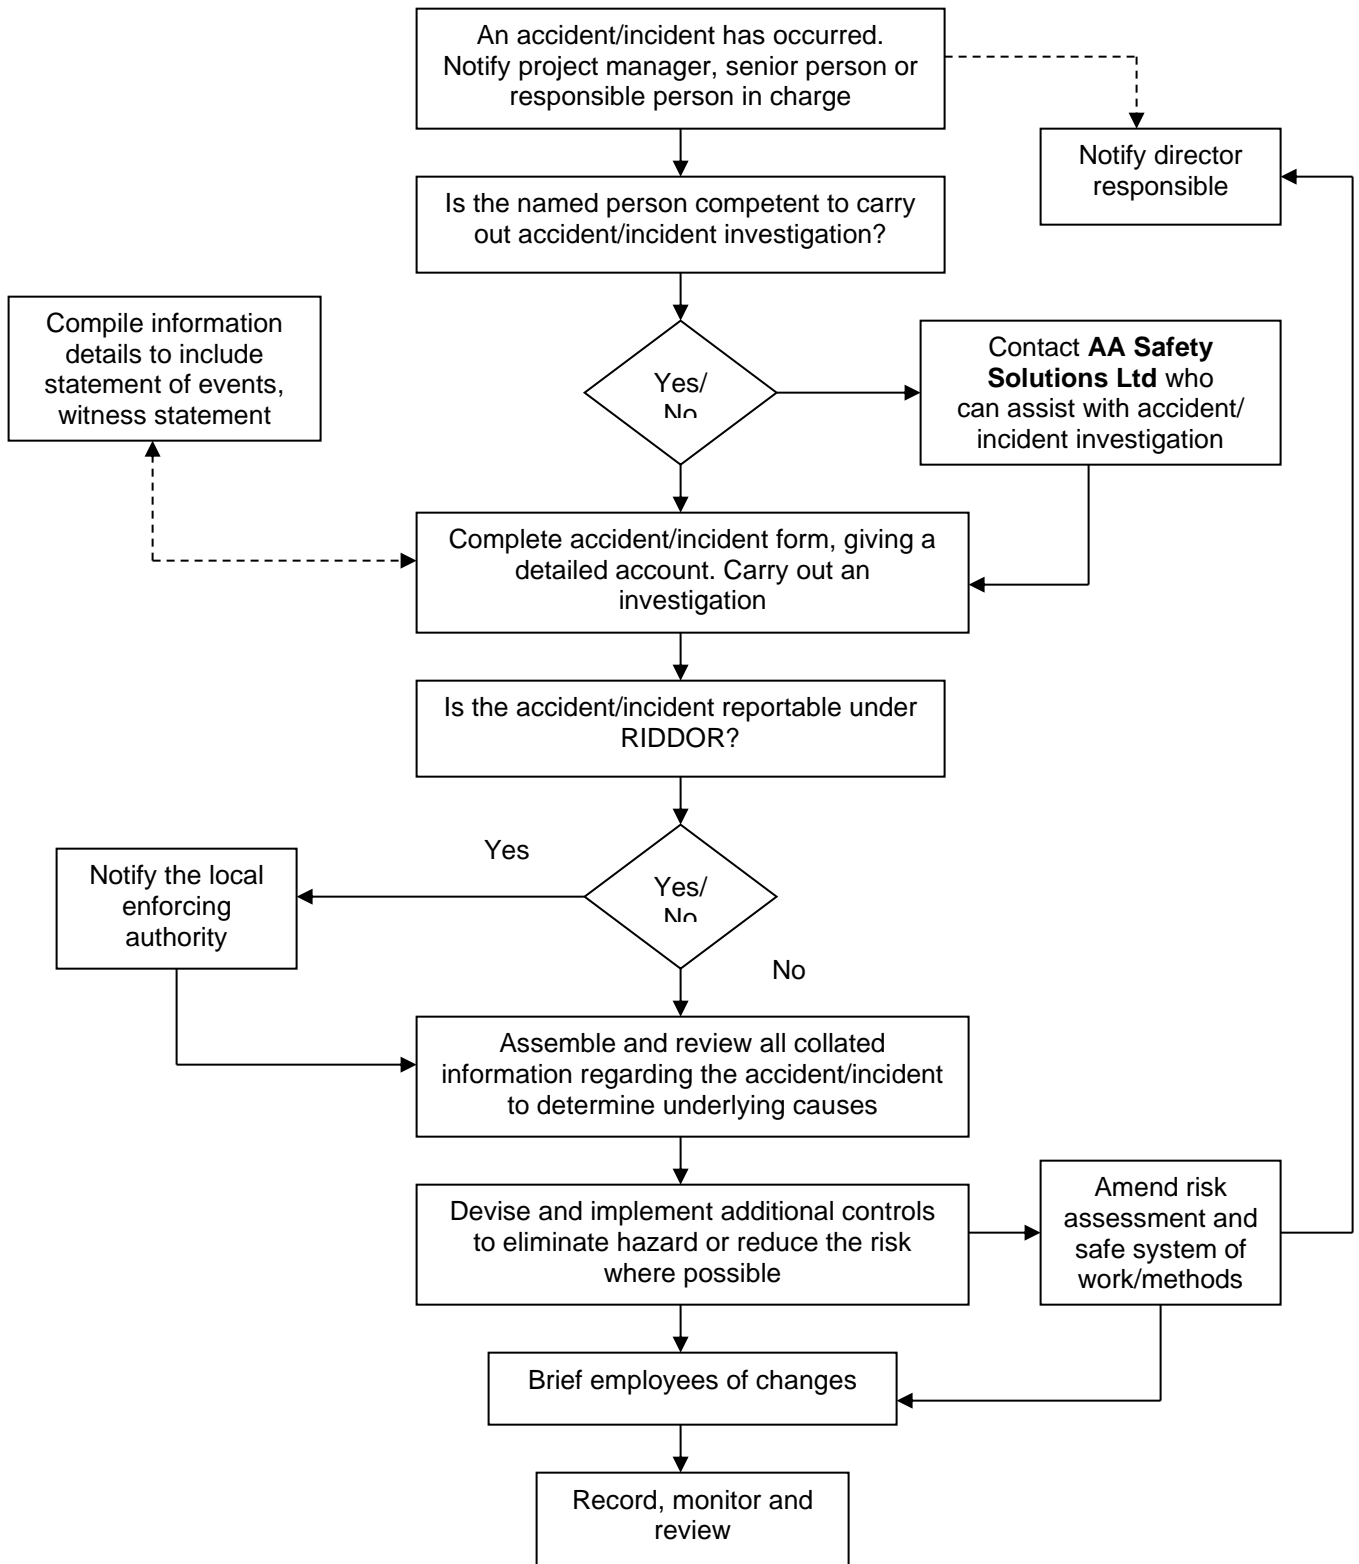 An accident/incident has occurred.
Notify project manager, senior person or
responsible person in charge
Notify director
responsible
Is the named person competent to carry
out accident/incident investigation?
Compile information
details to include
statement of events,
witness statement
Yes/
No
Contact AA Safety
Solutions Ltd who
can assist with accident/
incident investigation
Complete accident/incident form, giving a
detailed account. Carry out an
investigation
Is the accident/incident reportable under
RIDDOR?
Yes
Notify the local
enforcing
authority
Yes/
No
No
Assemble and review all collated
information regarding the accident/incident
to determine underlying causes
Devise and implement additional controls
to eliminate hazard or reduce the risk
where possible
Amend risk
assessment and
safe system of
work/methods
Brief employees of changes
Record, monitor and
review